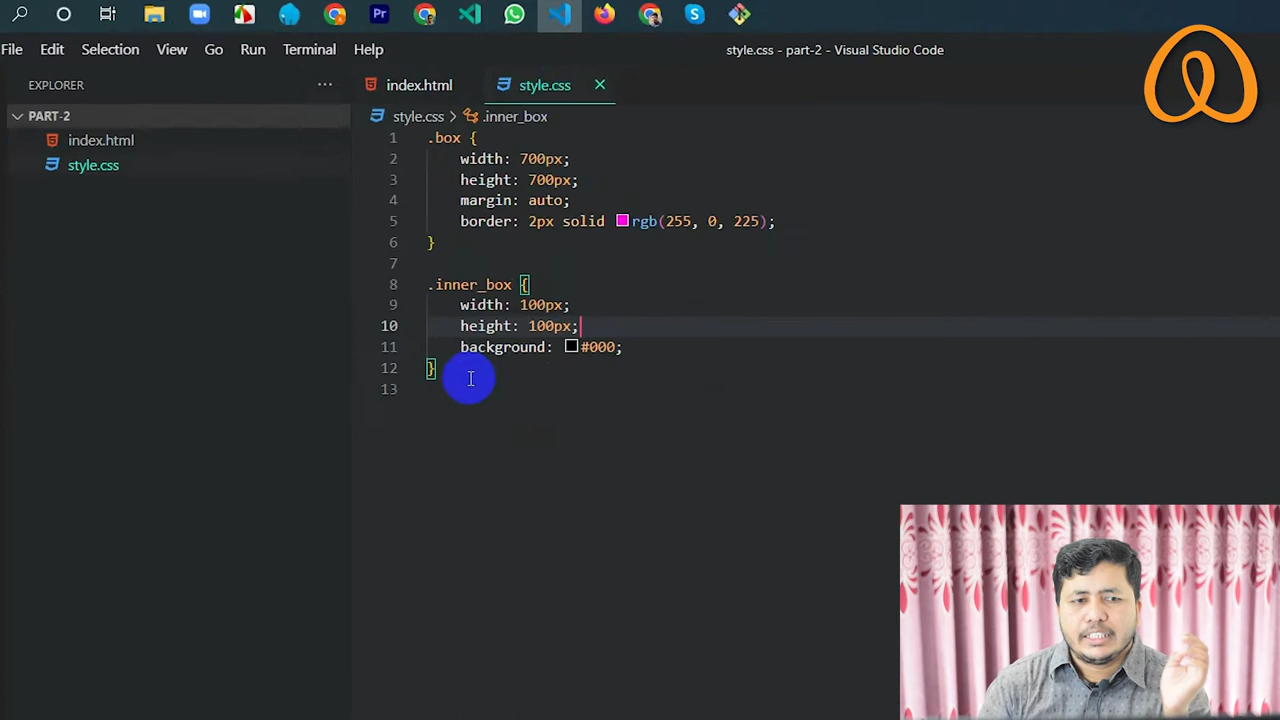 Pr
S
File Edit Selection View Go Run Terminal Help
style.css - part-2 - Visual Studio Code
EXPLORER ···
index.html style.css ×
PART-2
index.html
style.css
style.css > .inner_box
1 .box {
2 width: 700px;
3 height: 700px;
4 margin: auto;
5 border: 2px solid rgb(255, 0, 225);
6 }
7
8 .inner_box {
9 width: 100px;
10 height: 100px;
11 background: #000;
12 }
13